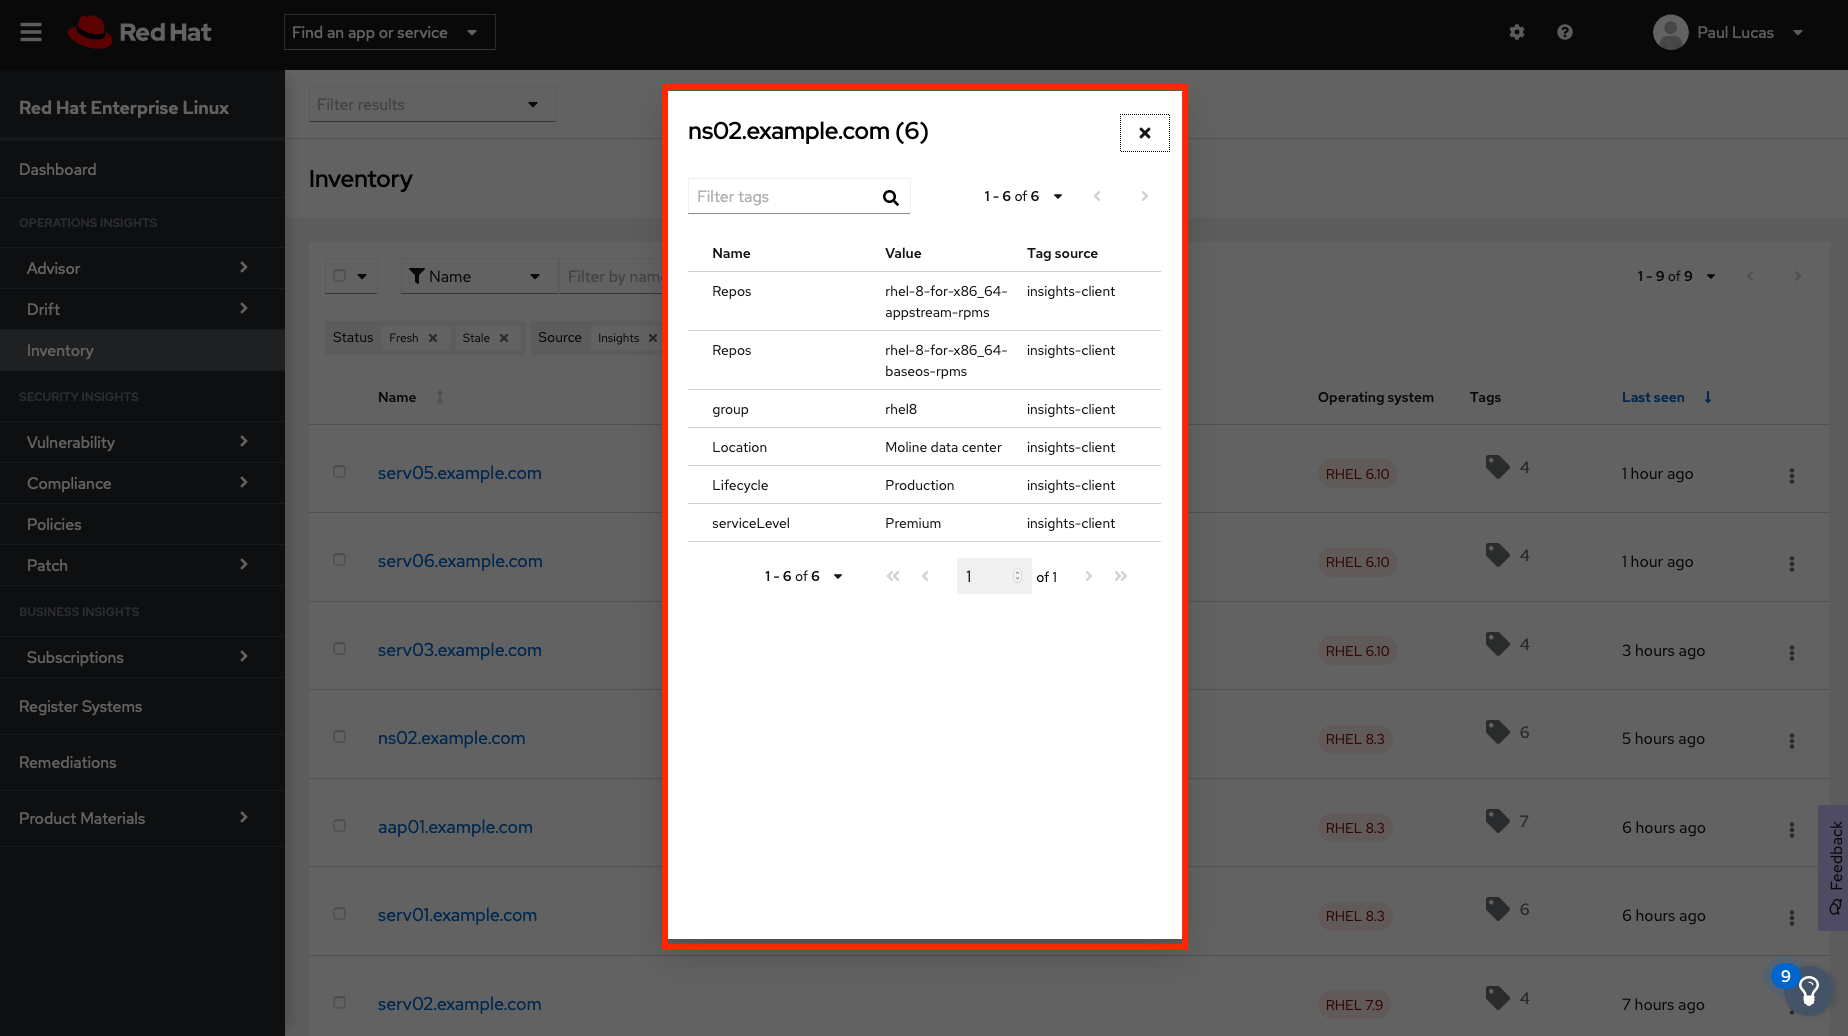 Red Hat
Find an app or service
Paul Lucas
Red Hat Enterprise Linux
Dashboard
OPERATIONS INSIGHTS
Advisor
Drift
Inventory
SECURITY INSIGHTS
Vulnerability
Compliance
Policies
Patch
BUSINESS INSIGHTS
Subscriptions
Register Systems
Remediations
Product Materials
Filter results
Inventory
Name
Filter by name
1 - 9 of 9
Status Fresh Stale Source Insights
Name Operating system Tags Last seen
serv05.example.com RHEL 6.10 4 1 hour ago
serv06.example.com RHEL 6.10 4 1 hour ago
serv03.example.com RHEL 6.10 4 3 hours ago
ns02.example.com RHEL 8.3 6 5 hours ago
aap01.example.com RHEL 8.3 7 6 hours ago
serv01.example.com RHEL 8.3 6 6 hours ago
serv02.example.com RHEL 7.9 4 7 hours ago
ns02.example.com (6)
Filter tags
1 - 6 of 6
Name Value Tag source
Repos rhel-8-for-x86_64- insights-client
appstream-rpms
Repos rhel-8-for-x86_64- insights-client
baseos-rpms
group rhel8 insights-client
Location Moline data center insights-client
Lifecycle Production insights-client
serviceLevel Premium insights-client
1 - 6 of 6 1 of 1
Feedback
9